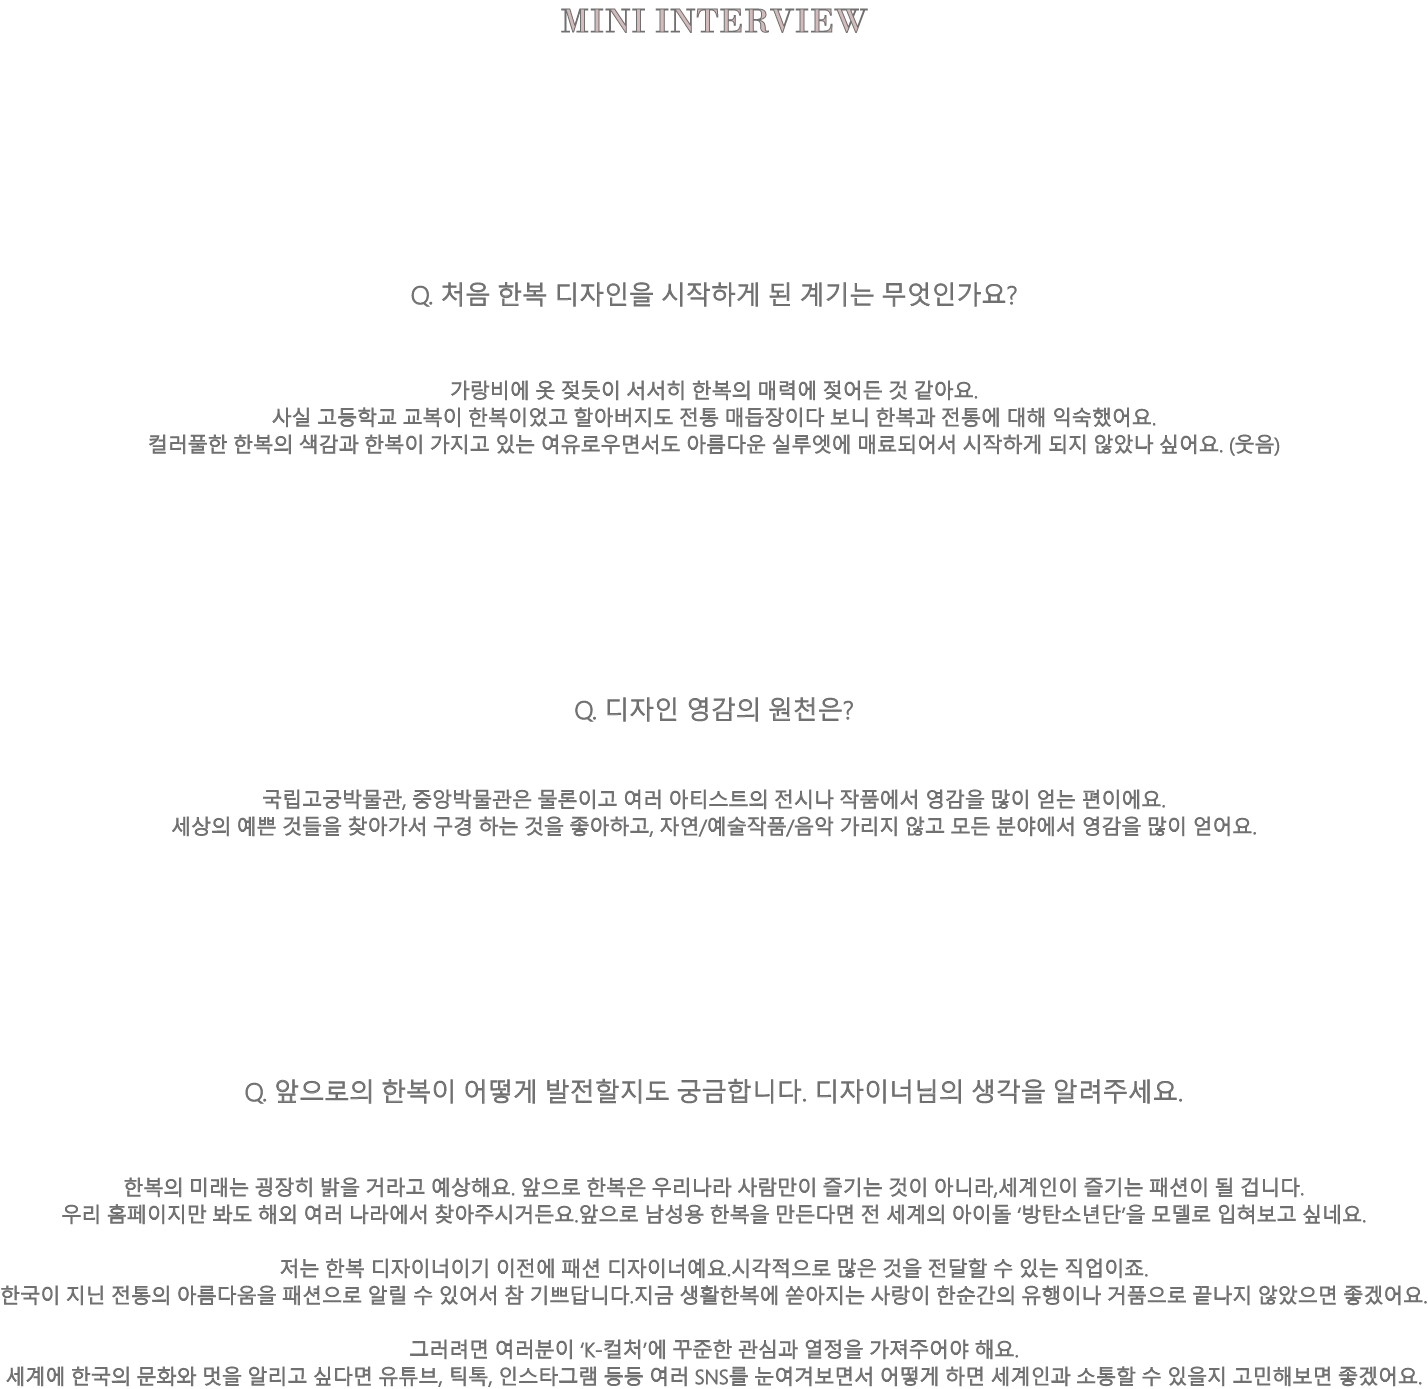 MINI INTERVIEW
Q. 처음 한복 디자인을 시작하게 된 계기는 무엇인가요?
가랑비에 옷 젖듯이 서서히 한복의 매력에 젖어든 것 같아요.
사실 고등학교 교복이 한복이었고 할아버지도 전통 매듭장이다 보니 한복과 전통에 대해 익숙했어요.
컬러풀한 한복의 색감과 한복이 가지고 있는 여유로우면서도 아름다운 실루엣에 매료되어서 시작하게 되지 않았나 싶어요. (웃음)
Q. 디자인 영감의 원천은?
국립고궁박물관, 중앙박물관은 물론이고 여러 아티스트의 전시나 작품에서 영감을 많이 얻는 편이에요.
세상의 예쁜 것들을 찾아가서 구경 하는 것을 좋아하고, 자연/예술작품/음악 가리지 않고 모든 분야에서 영감을 많이 얻어요.
Q. 앞으로의 한복이 어떻게 발전할지도 궁금합니다. 디자이너님의 생각을 알려주세요.
한복의 미래는 굉장히 밝을 거라고 예상해요. 앞으로 한복은 우리나라 사람만이 즐기는 것이 아니라,세계인이 즐기는 패션이 될 겁니다.
우리 홈페이지만 봐도 해외 여러 나라에서 찾아주시거든요.앞으로 남성용 한복을 만든다면 전 세계의 아이돌 ‘방탄소년단’을 모델로 입혀보고 싶네요.
저는 한복 디자이너이기 이전에 패션 디자이너예요.시각적으로 많은 것을 전달할 수 있는 직업이죠.
한국이 지닌 전통의 아름다움을 패션으로 알릴 수 있어서 참 기쁘답니다.지금 생활한복에 쏟아지는 사랑이 한순간의 유행이나 거품으로 끝나지 않았으면 좋겠어요.
그러려면 여러분이 ‘K-컬처’에 꾸준한 관심과 열정을 가져주어야 해요.
세계에 한국의 문화와 멋을 알리고 싶다면 유튜브, 틱톡, 인스타그램 등등 여러 SNS를 눈여겨보면서 어떻게 하면 세계인과 소통할 수 있을지 고민해보면 좋겠어요.